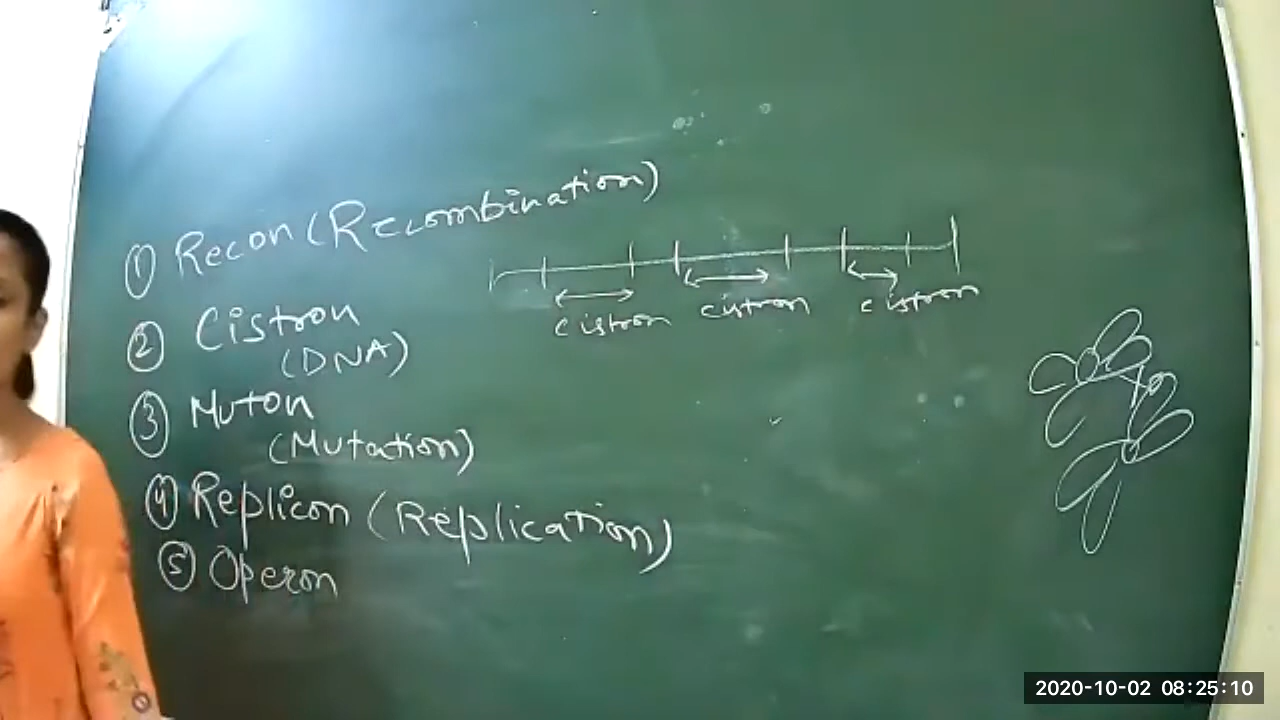 ① Recon (Recombination)
② Cistron
(DNA)
③ Muton
(Mutation)
④ Replicon (Replication)
⑤ Operon
cistron cistron cistron
2020-10-02 08:25:10